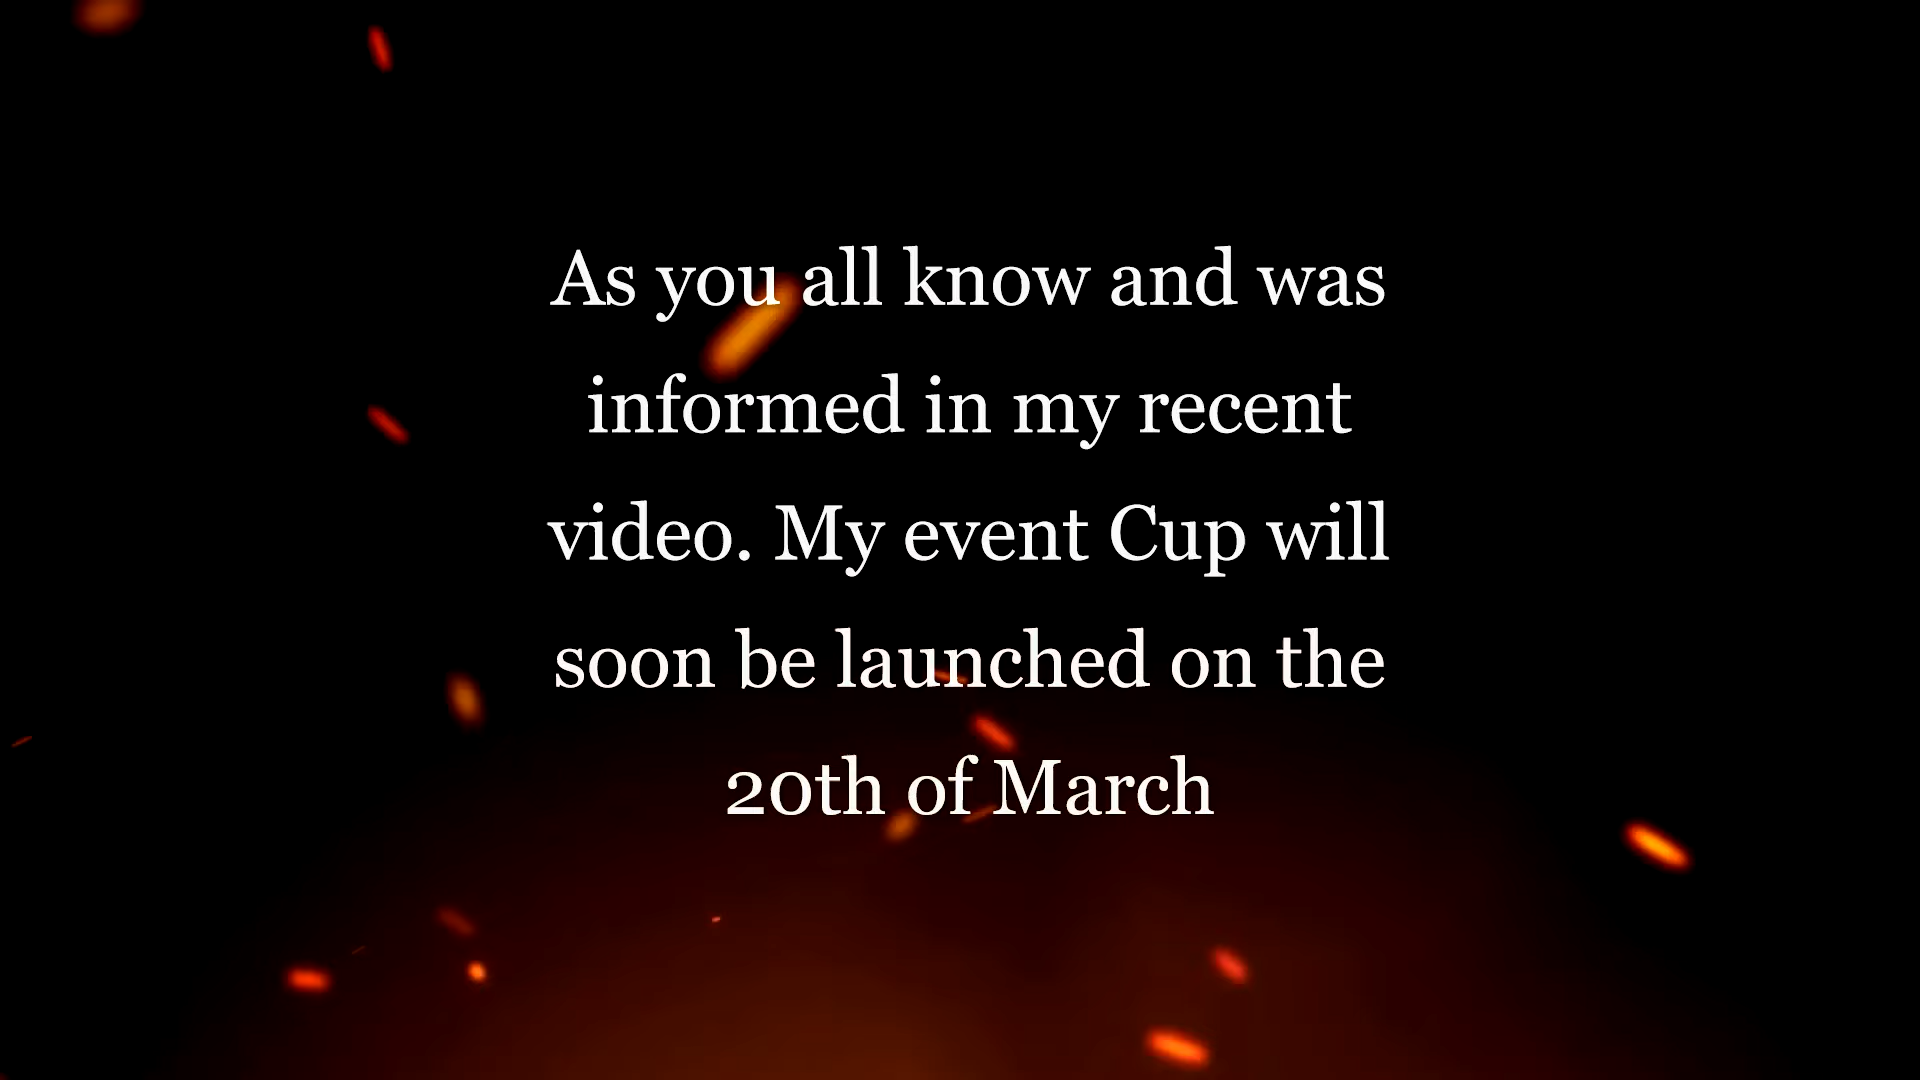 As you all know and was
informed in my recent
video. My event Cup will
soon be launched on the
20th of March